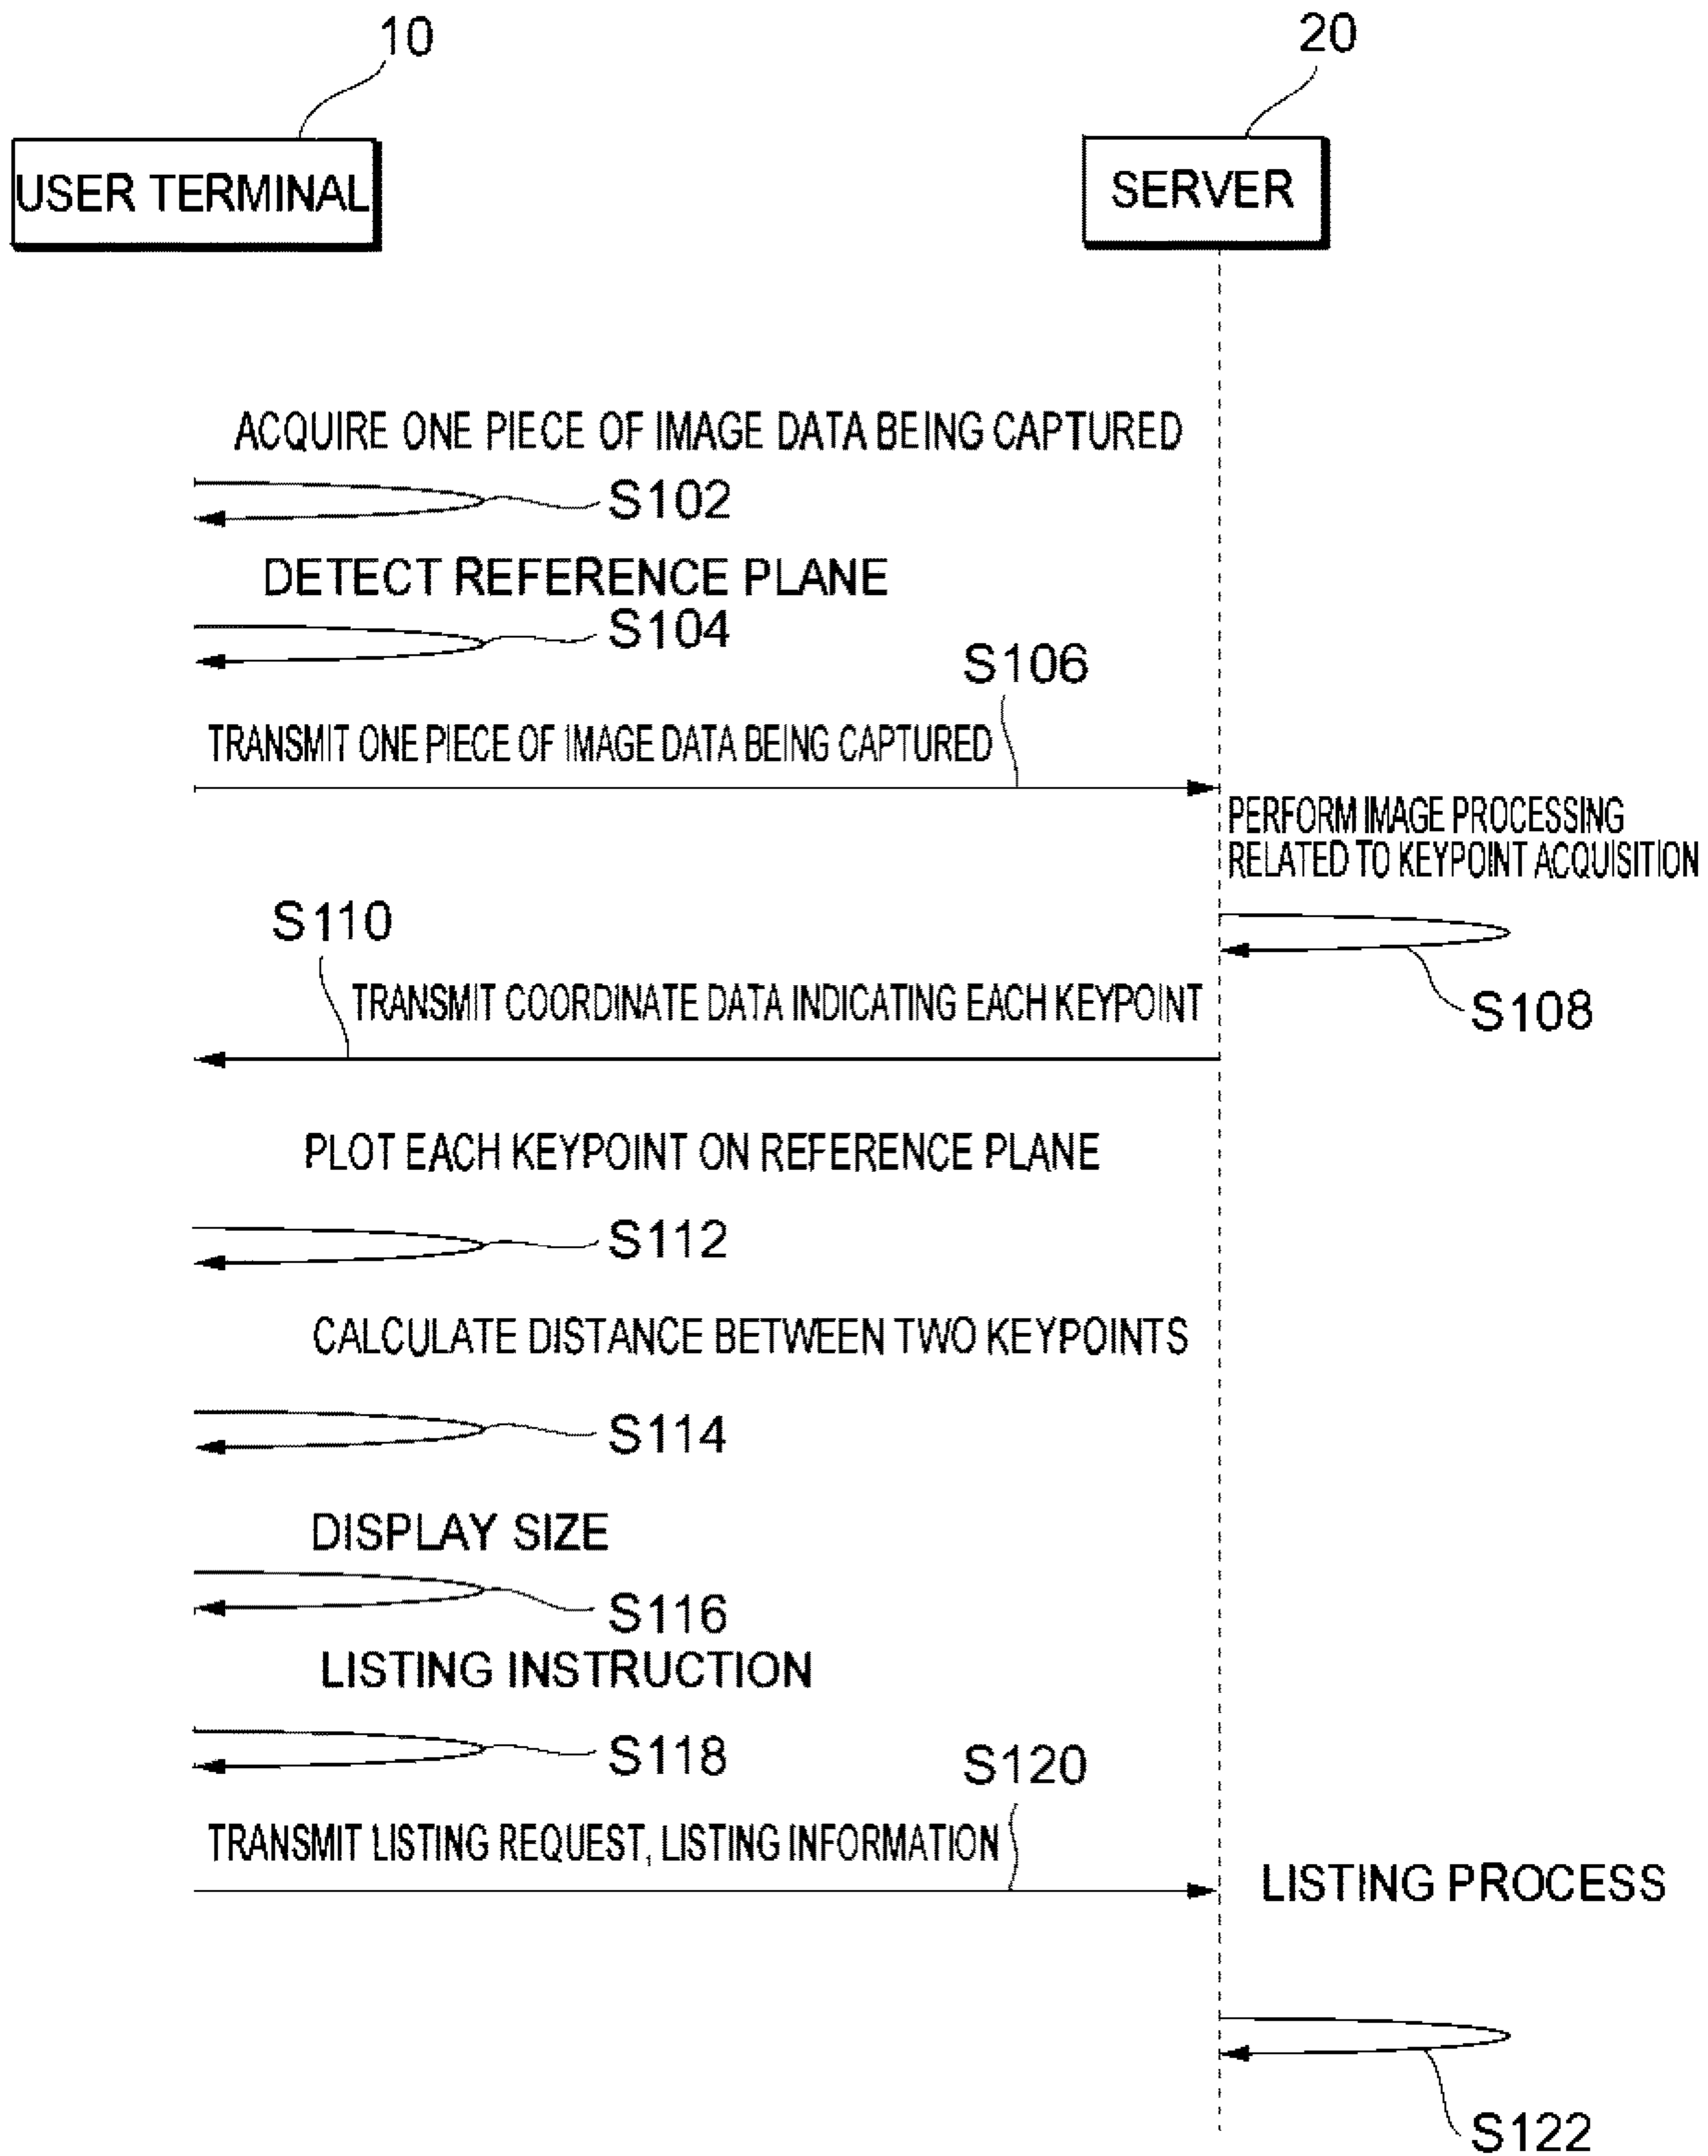 10
20
USER TERMINAL
SERVER
ACQUIRE ONE PIECE OF IMAGE DATA BEING CAPTURED
S102
DETECT REFERENCE PLANE
S104
S106
TRANSMIT ONE PIECE OF IMAGE DATA BEING CAPTURED
PERFORM IMAGE PROCESSING
RELATED TO KEYPOINT ACQUISITION
S110
S108
TRANSMIT COORDINATE DATA INDICATING EACH KEYPOINT
PLOT EACH KEYPOINT ON REFERENCE PLANE
S112
CALCULATE DISTANCE BETWEEN TWO KEYPOINTS
S114
DISPLAY SIZE
S116
LISTING INSTRUCTION
S118
S120
TRANSMIT LISTING REQUEST, LISTING INFORMATION
LISTING PROCESS
S122